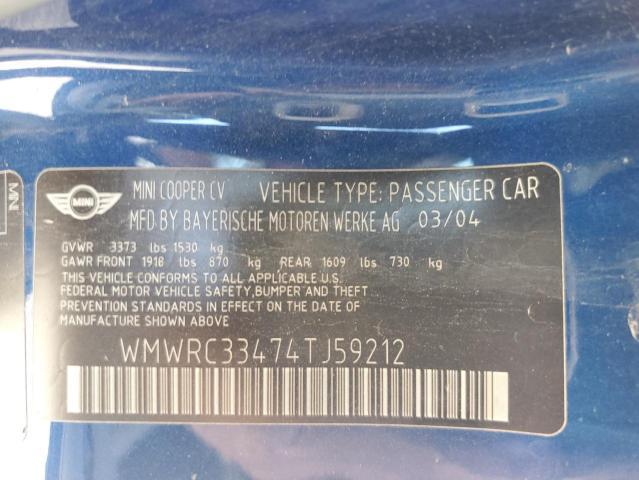 MINI
MINI COOPER CV VEHICLE TYPE: PASSENGER CAR
MFD BY BAYERISCHE MOTOREN WERKE AG 03/04
GVWR 3373 lbs 1530 kg
GAWR FRONT 1918 lbs 870 kg REAR 1609 lbs 730 kg
THIS VEHICLE CONFORMS TO ALL APPLICABLE U.S.
FEDERAL MOTOR VEHICLE SAFETY,BUMPER AND THEFT
PREVENTION STANDARDS IN EFFECT ON THE DATE OF
MANUFACTURE SHOWN ABOVE.
WMWRC33474TJ59212
MINI